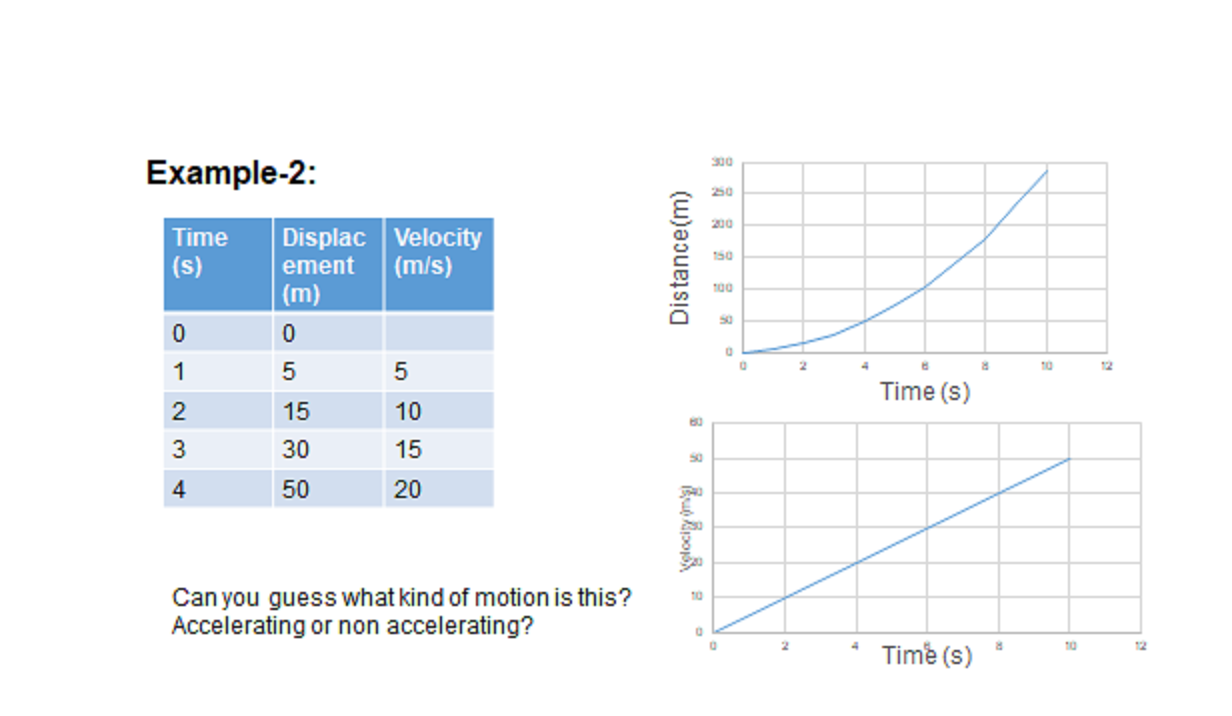 Example-2:
Time
(s)
Displac
ement
(m)
Velocity
(m/s)
0 0
1 5 5
2 15 10
3 30 15
4 50 20
Can you guess what kind of motion is this?
Accelerating or non accelerating?
Distance(m)
300
250
200
150
100
50
0
0 2 4 6 8 10 12
Time (s)
Velocity (m/s)
60
50
40
30
20
10
0
0 2 4 6 8 10 12
Time (s)